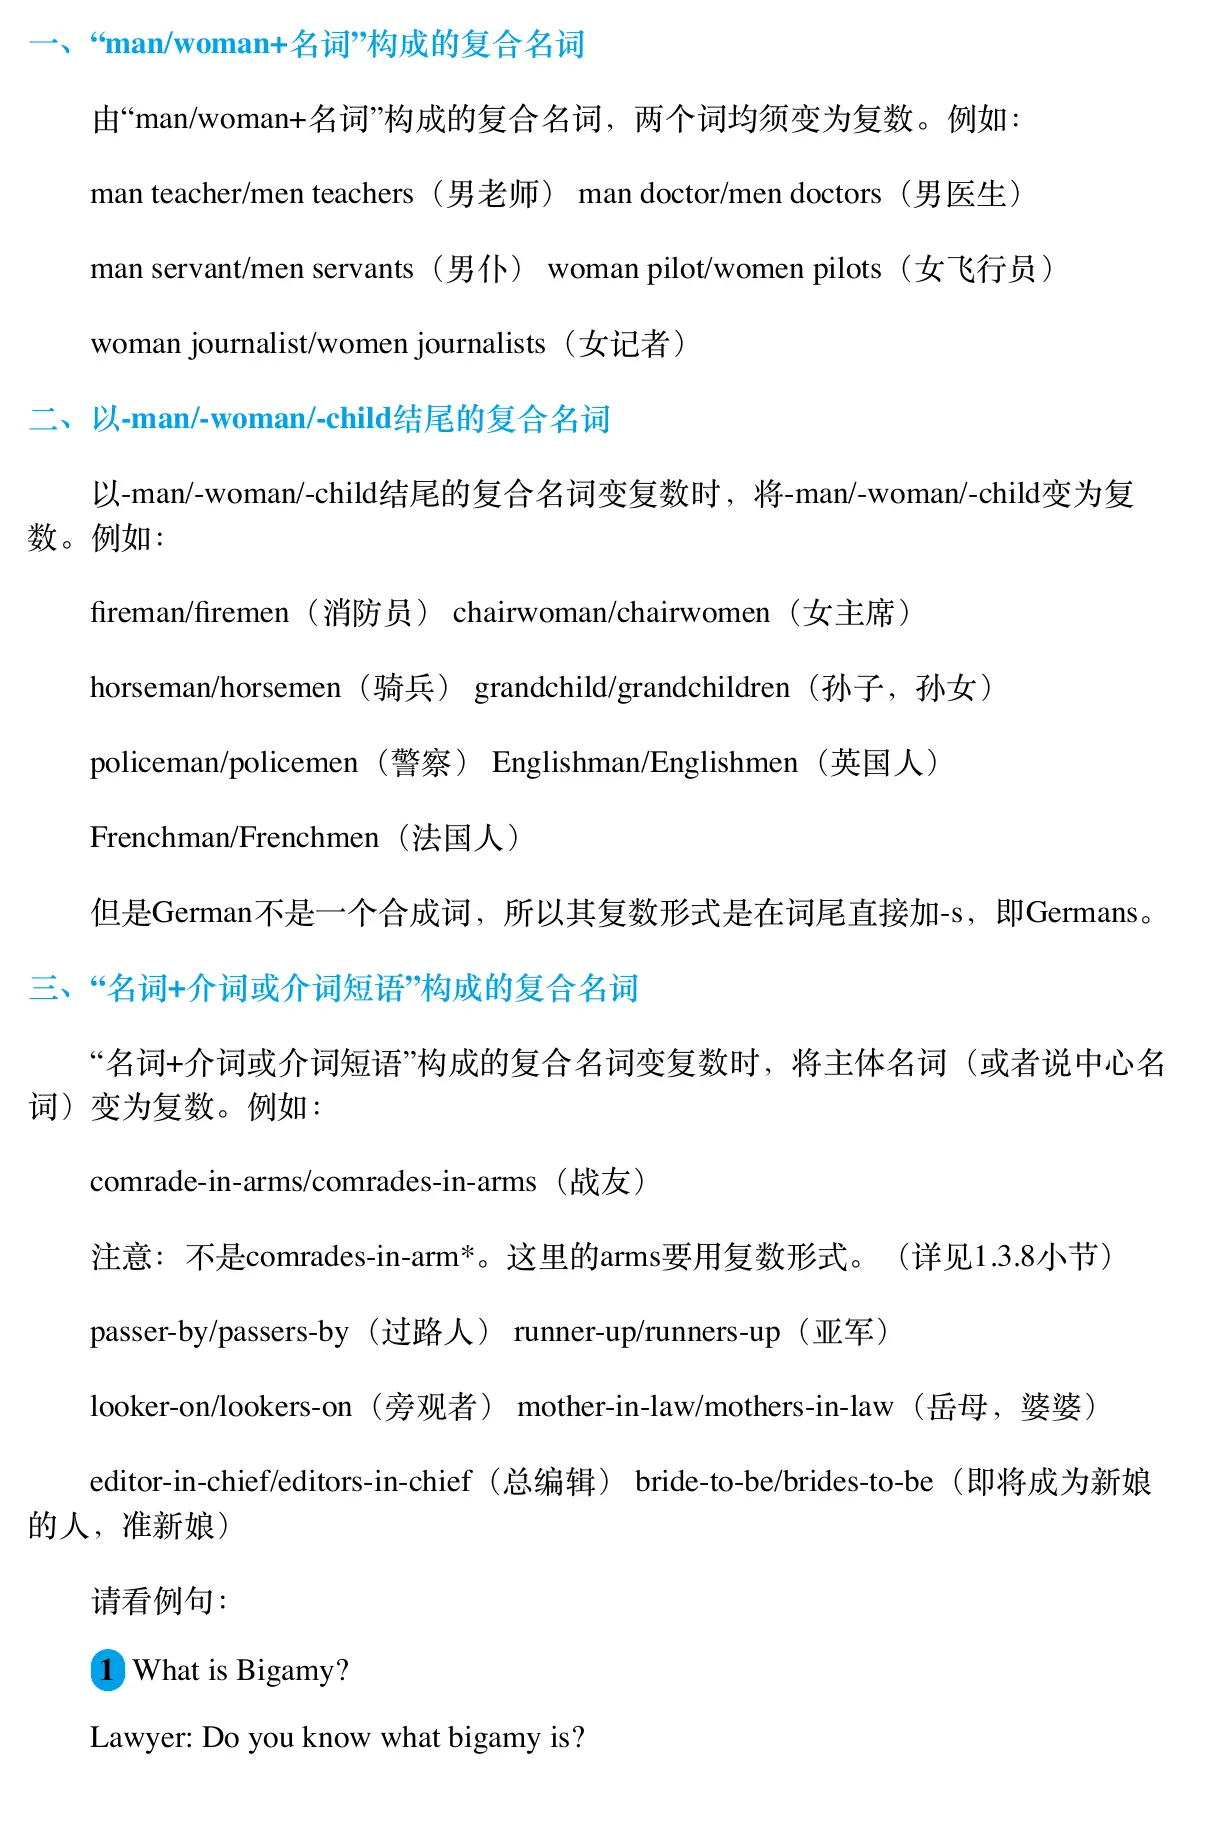 一、“man/woman+名词”构成的复合名词
由“man/woman+名词”构成的复合名词，两个词均须变为复数。例如：
man teacher/men teachers（男老师） man doctor/men doctors（男医生）
man servant/men servants（男仆） woman pilot/women pilots（女飞行员）
woman journalist/women journalists（女记者）
二、以-man/-woman/-child结尾的复合名词
以-man/-woman/-child结尾的复合名词变复数时，将-man/-woman/-child变为复
数。例如：
fireman/firemen（消防员） chairwoman/chairwomen（女主席）
horseman/horsemen（骑兵） grandchild/grandchildren（孙子，孙女）
policeman/policemen（警察） Englishman/Englishmen（英国人）
Frenchman/Frenchmen（法国人）
但是German不是一个合成词，所以其复数形式是在词尾直接加-s，即Germans。
三、“名词+介词或介词短语”构成的复合名词
“名词+介词或介词短语”构成的复合名词变复数时，将主体名词（或者说中心名
词）变为复数。例如：
comrade-in-arms/comrades-in-arms（战友）
注意：不是comrades-in-arm*。这里的arms要用复数形式。（详见1.3.8小节）
passer-by/passers-by（过路人） runner-up/runners-up（亚军）
looker-on/lookers-on（旁观者） mother-in-law/mothers-in-law（岳母，婆婆）
editor-in-chief/editors-in-chief（总编辑） bride-to-be/brides-to-be（即将成为新娘
的人，准新娘）
请看例句：
1 What is Bigamy?
Lawyer: Do you know what bigamy is?